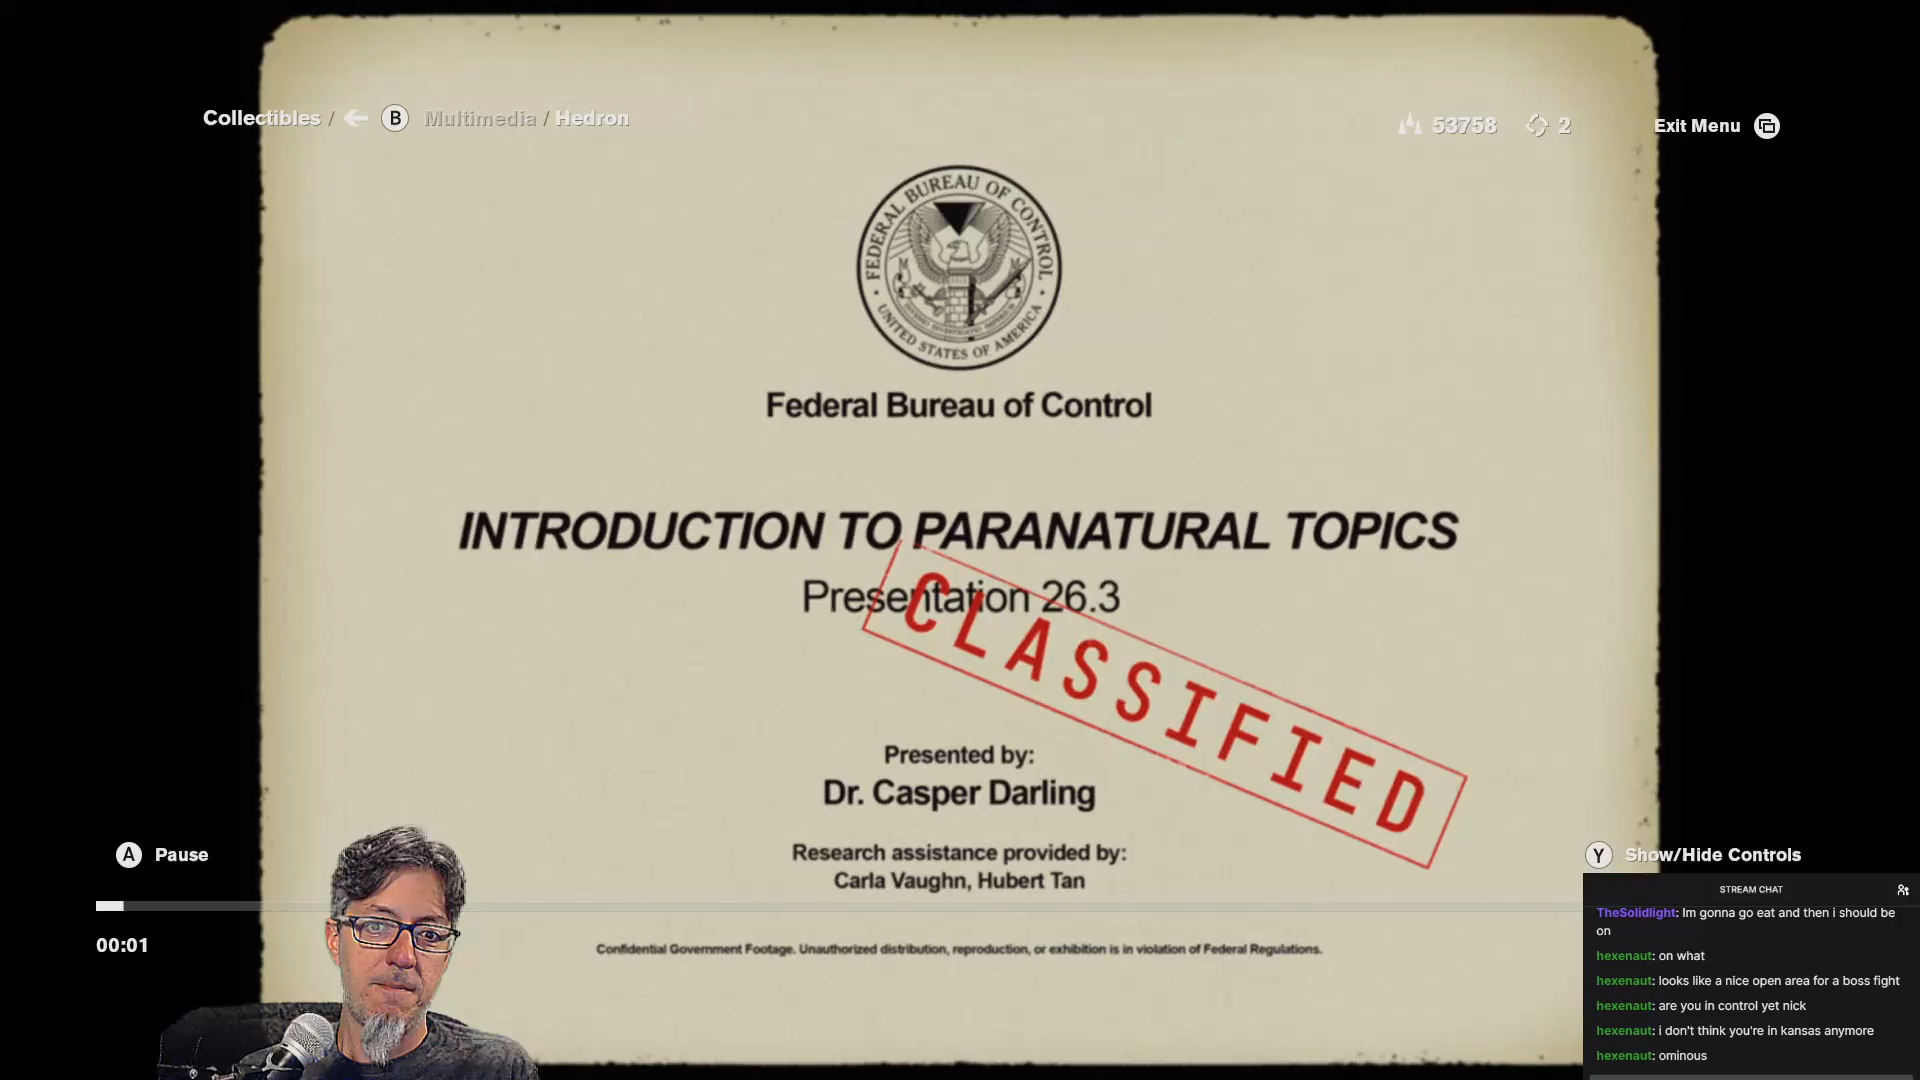 Collectibles / B Multimedia / Hedron
53758 2 Exit Menu
FEDERAL BUREAU OF CONTROL
UNITED STATES OF AMERICA
Federal Bureau of Control
INTRODUCTION TO PARANATURAL TOPICS
Presentation 26.3
CLASSIFIED
Presented by:
Dr. Casper Darling
Research assistance provided by:
Carla Vaughn, Hubert Tan
Confidential Government Footage. Unauthorized distribution, reproduction, or exhibition is in violation of Federal Regulations.
A Pause
00:01
Y Show/Hide Controls
STREAM CHAT
TheSolidlight: Im gonna go eat and then i should be
on
hexenaut: on what
hexenaut: looks like a nice open area for a boss fight
hexenaut: are you in control yet nick
hexenaut: i don't think you're in kansas anymore
hexenaut: ominous